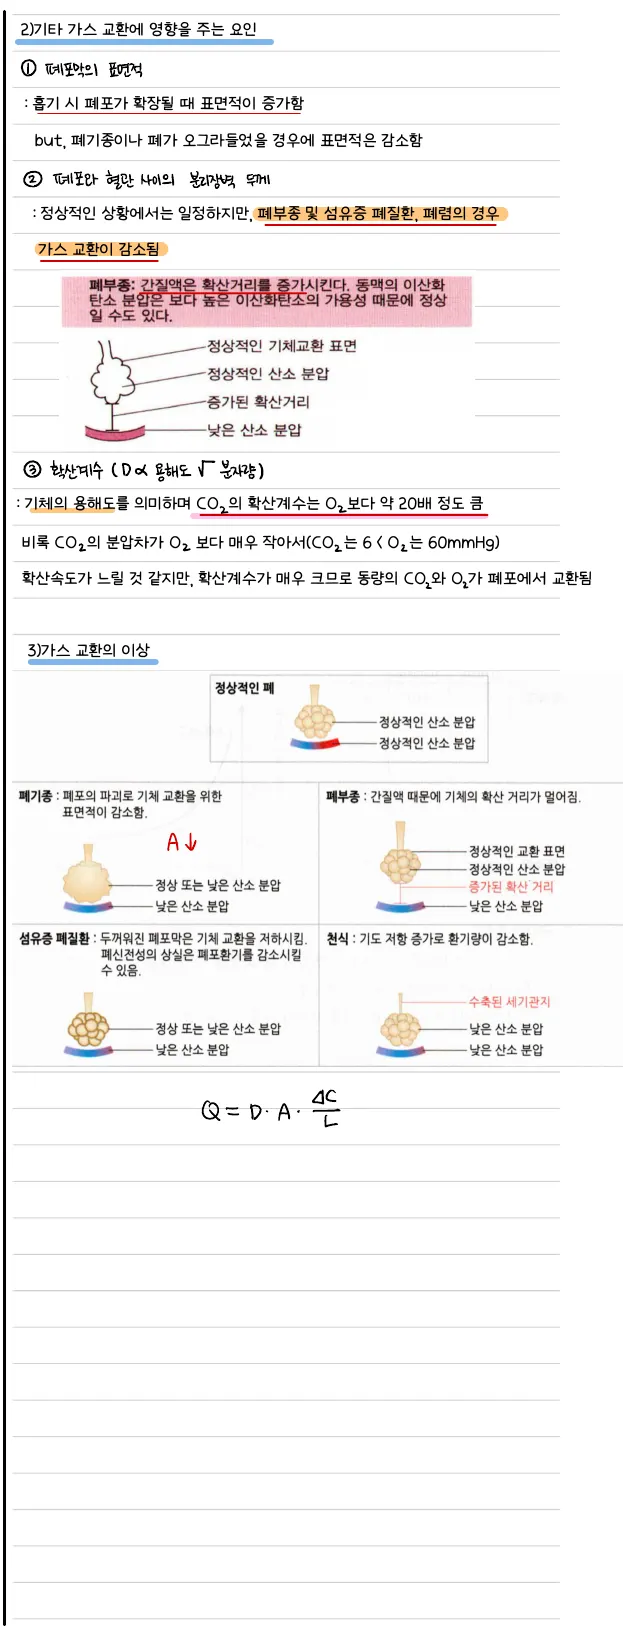 2)기타 가스 교환에 영향을 주는 요인
① 폐포막의 표면적
: 흡기 시 폐포가 확장될 때 표면적이 증가함
but, 폐기종이나 폐가 오그라들었을 경우에 표면적은 감소함
② 폐포와 혈관 사이의 분리장벽 두께
: 정상적인 상황에서는 일정하지만, 폐부종 및 섬유증 폐질환, 폐렴의 경우
가스 교환이 감소됨
폐부종: 간질액은 확산거리를 증가시킨다. 동맥의 이산화
탄소 분압은 보다 높은 이산화탄소의 가용성 때문에 정상
일 수도 있다.
정상적인 기체교환 표면
정상적인 산소 분압
증가된 확산거리
낮은 산소 분압
③ 확산계수 (D∝ 용해도 √ 분자량)
: 기체의 용해도를 의미하며 CO2의 확산계수는 O2보다 약 20배 정도 큼
비록 CO2의 분압차가 O2 보다 매우 작아서(CO2는 6 < O2는 60mmHg)
확산속도가 느릴 것 같지만, 확산계수가 매우 크므로 동량의 CO2와 O2가 폐포에서 교환됨
3)가스 교환의 이상
정상적인 폐
정상적인 산소 분압
정상적인 산소 분압
폐기종 : 폐포의 파괴로 기체 교환을 위한
표면적이 감소함.
A↓
정상 또는 낮은 산소 분압
낮은 산소 분압
폐부종 : 간질액 때문에 기체의 확산 거리가 멀어짐.
정상적인 교환 표면
정상적인 산소 분압
증가된 확산 거리
낮은 산소 분압
섬유증 폐질환 : 두꺼워진 폐포막은 기체 교환을 저하시킴.
폐신전성의 상실은 폐포환기를 감소시킬
수 있음.
정상 또는 낮은 산소 분압
낮은 산소 분압
천식 : 기도 저항 증가로 환기량이 감소함.
수축된 세기관지
낮은 산소 분압
낮은 산소 분압
Q = D · A · ΔC/L